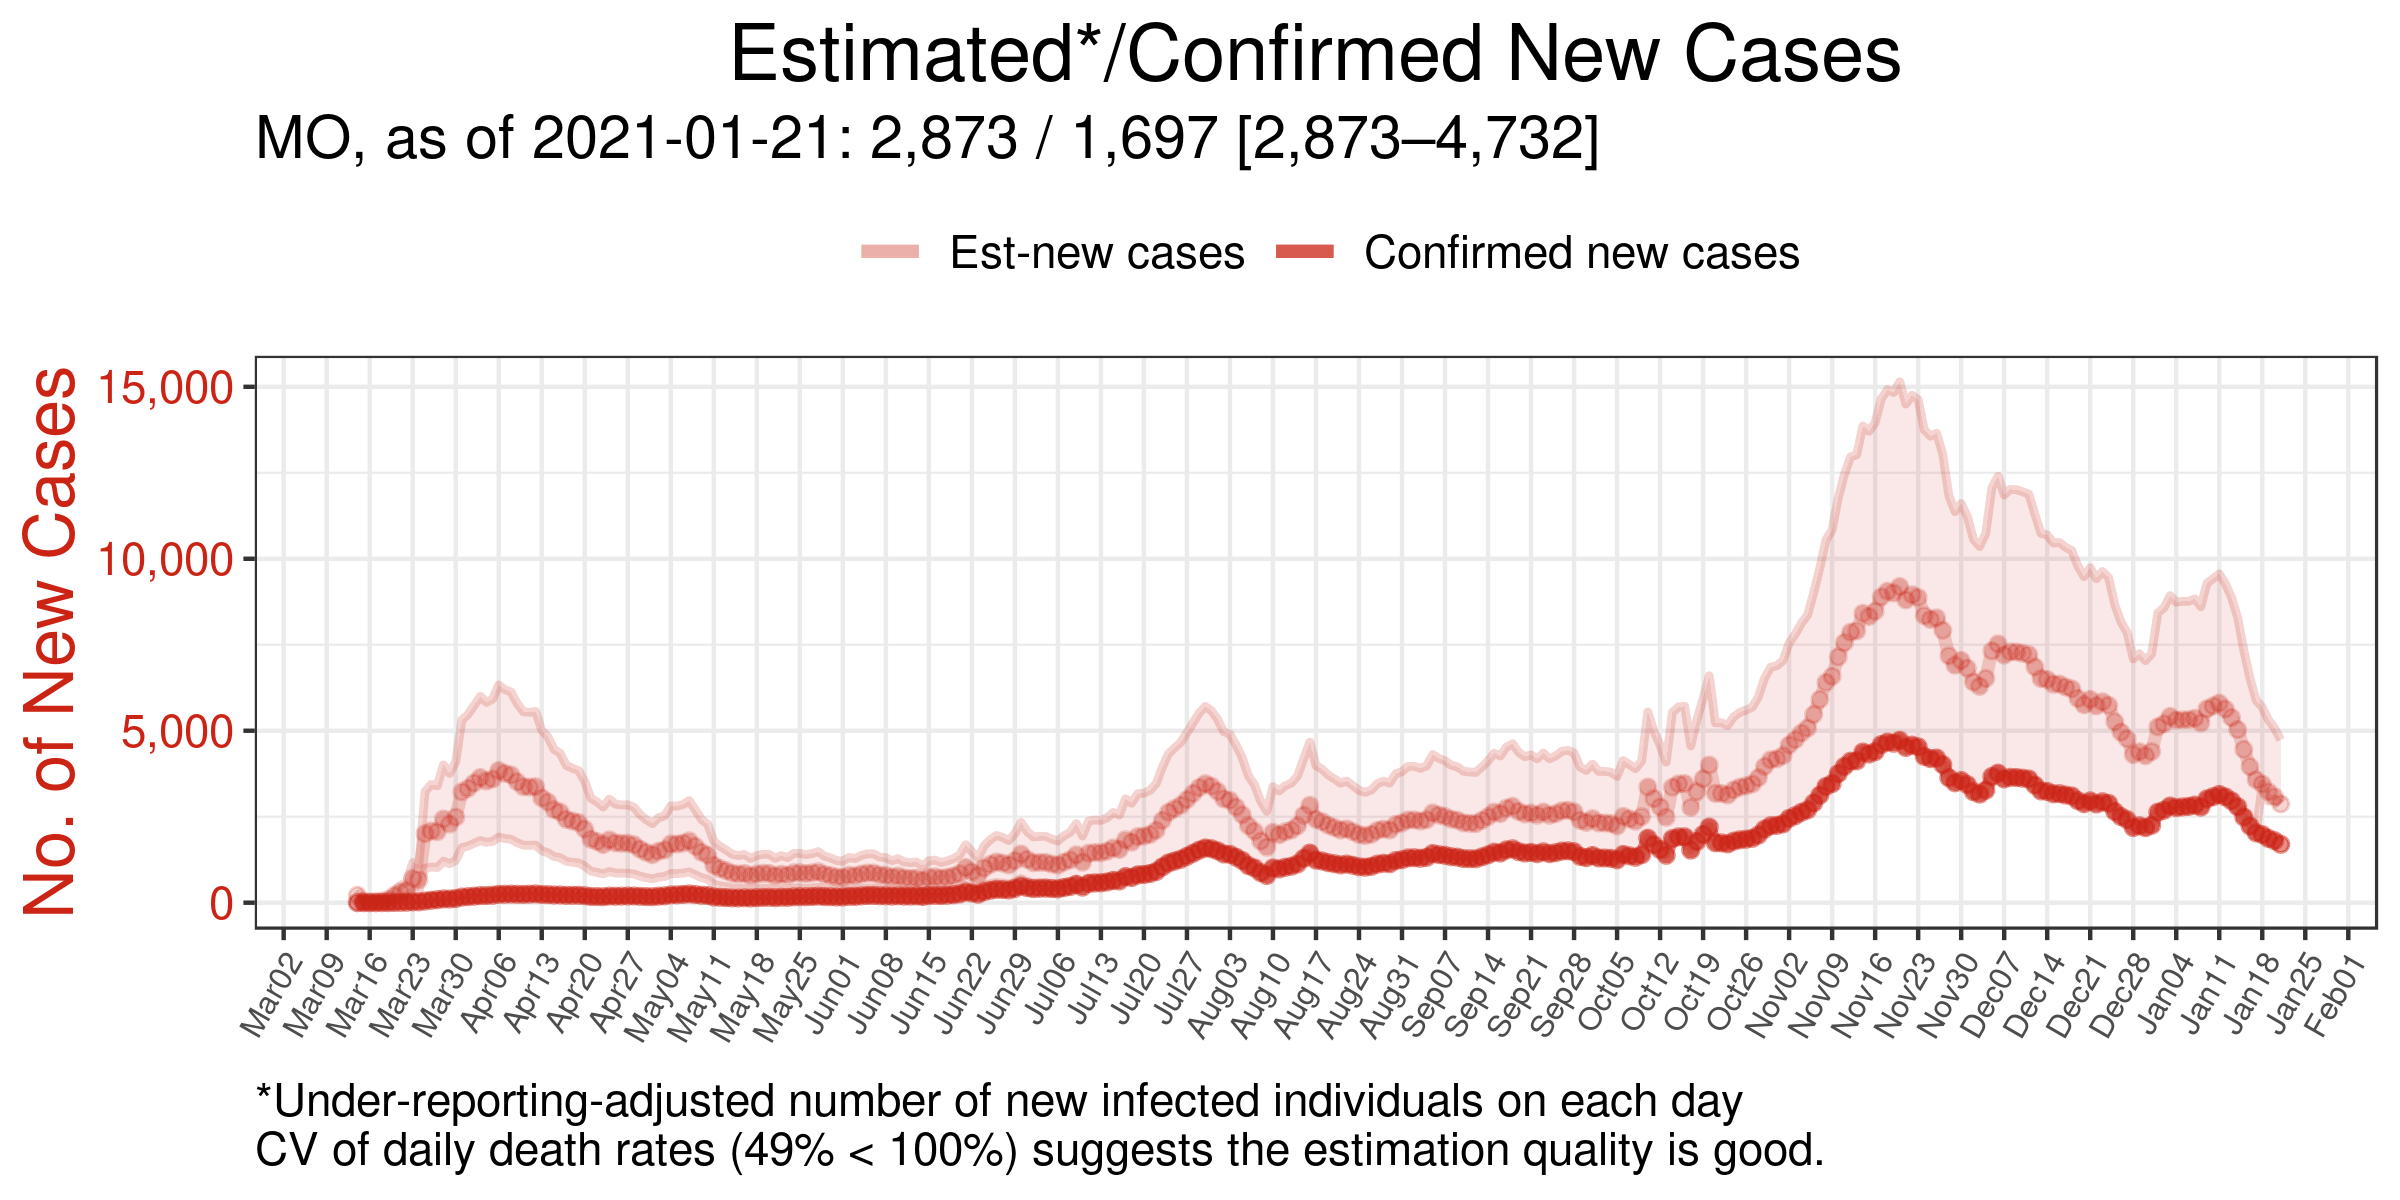 Estimated*/Confirmed New Cases
MO, as of 2021-01-21: 2,873 / 1,697 [2,873–4,732]
Est-new cases
Confirmed new cases
No. of New Cases
15,000
10,000
5,000
0
Mar02
Mar09
Mar16
Mar23
Mar30
Apr06
Apr13
Apr20
Apr27
May04
May11
May18
May25
Jun01
Jun08
Jun15
Jun22
Jun29
Jul06
Jul13
Jul20
Jul27
Aug03
Aug10
Aug17
Aug24
Aug31
Sep07
Sep14
Sep21
Sep28
Oct05
Oct12
Oct19
Oct26
Nov02
Nov09
Nov16
Nov23
Nov30
Dec07
Dec14
Dec21
Dec28
Jan04
Jan11
Jan18
Jan25
Feb01
*Under-reporting-adjusted number of new infected individuals on each day
CV of daily death rates (49% < 100%) suggests the estimation quality is good.